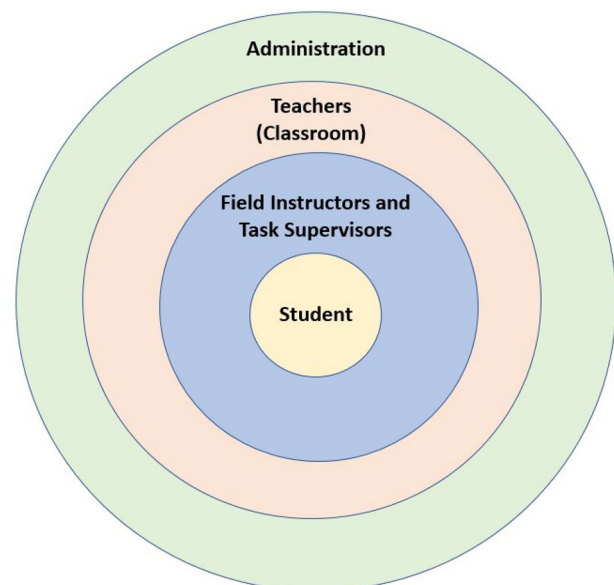 Administration
Teachers
(Classroom)
Field Instructors and
Task Supervisors
Student